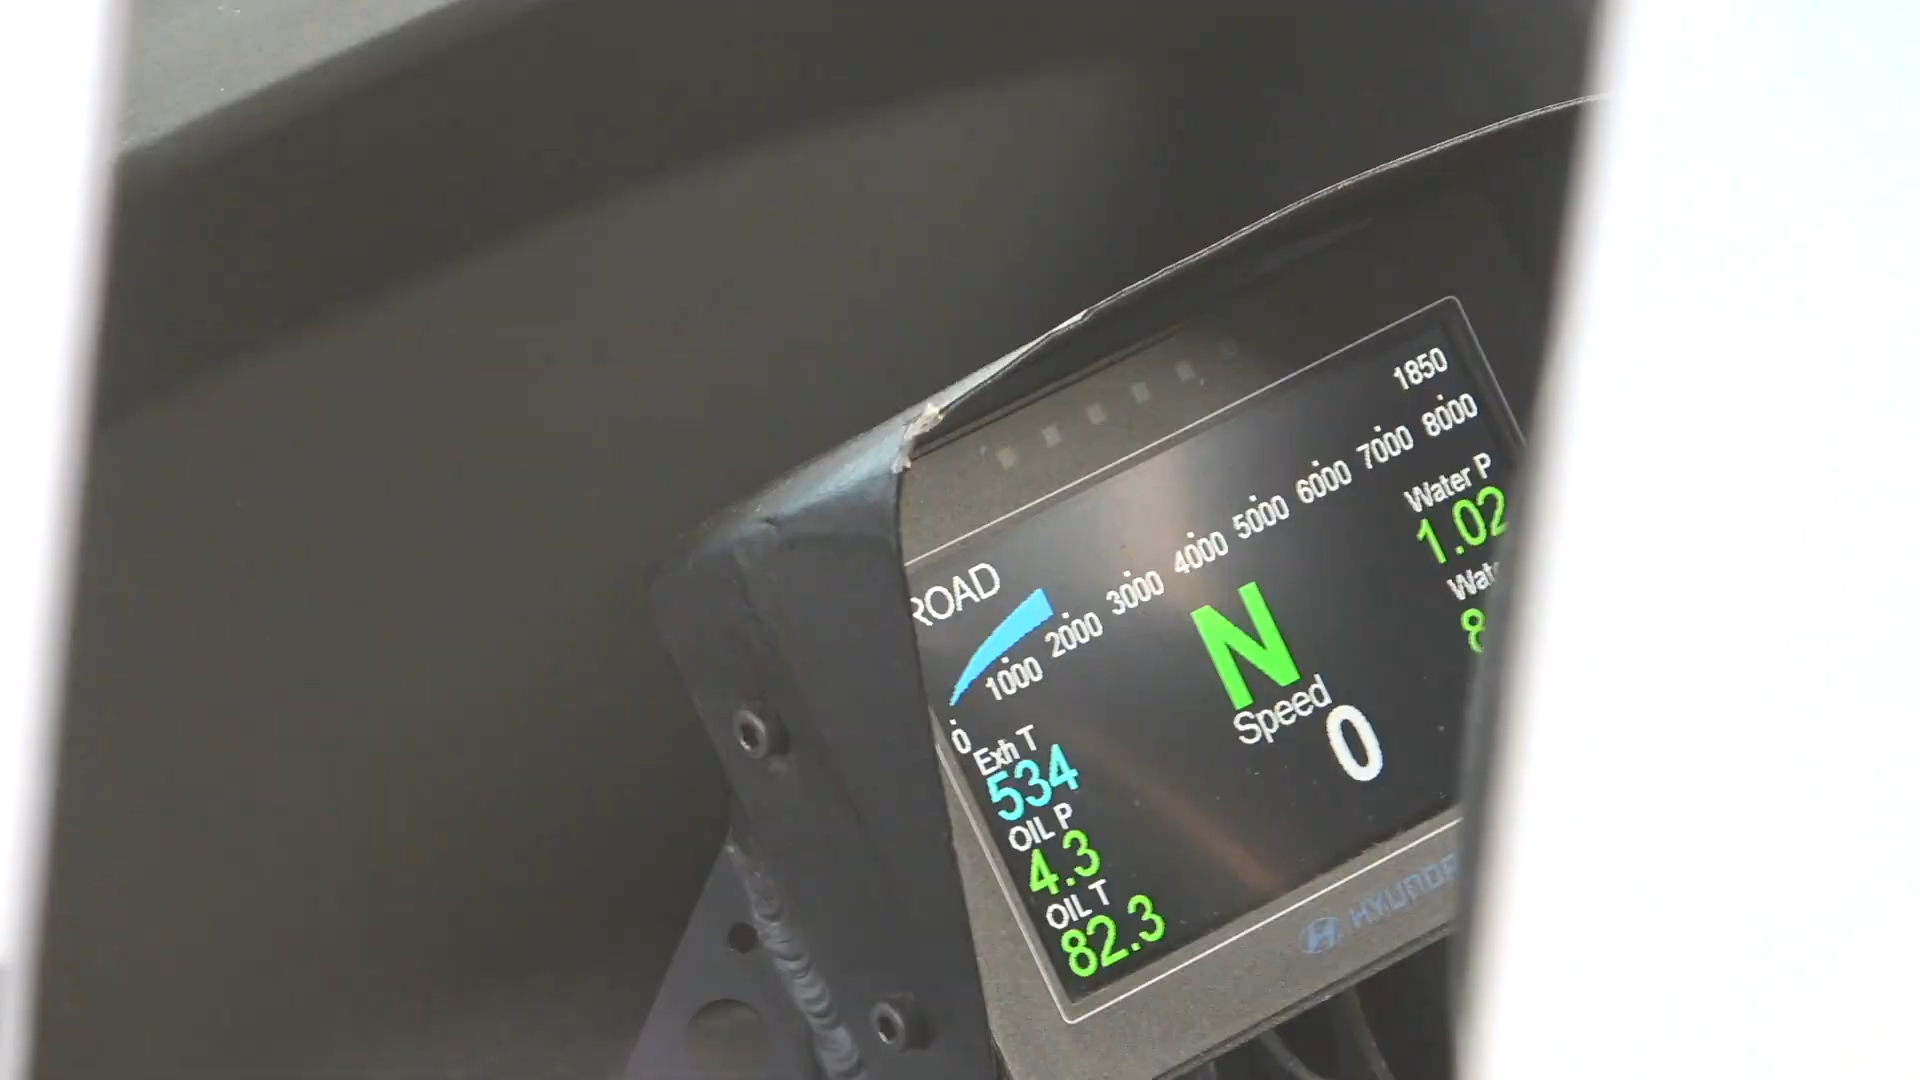 1850
ROAD
0 1000 2000 3000 4000 5000 6000 7000 8000
Water P
1.02
N
Speed
0
Exh T
534
OIL P
4.3
OIL T
82.3